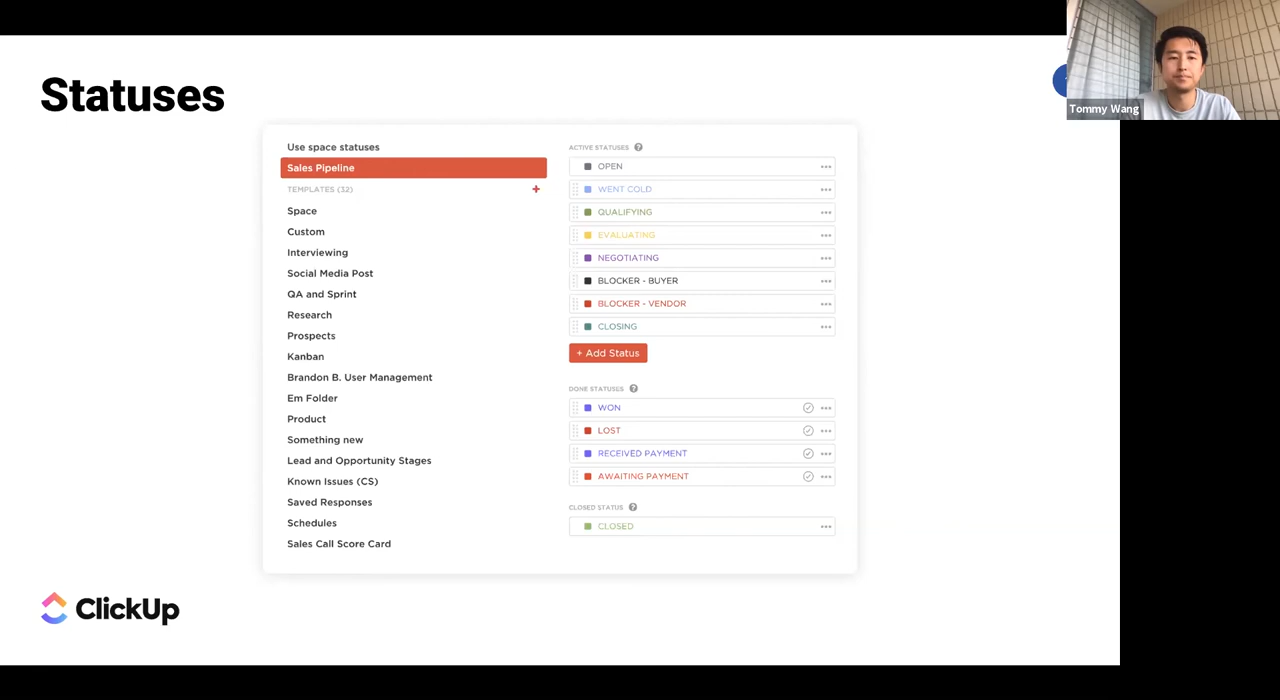 Statuses
Tommy Wang
Use space statuses
Sales Pipeline
TEMPLATES (32)
+
Space
Custom
Interviewing
Social Media Post
QA and Sprint
Research
Prospects
Kanban
Brandon B. User Management
Em Folder
Product
Something new
Lead and Opportunity Stages
Known Issues (CS)
Saved Responses
Schedules
Sales Call Score Card
ACTIVE STATUSES ?
OPEN
WENT COLD
QUALIFYING
EVALUATING
NEGOTIATING
BLOCKER - BUYER
BLOCKER - VENDOR
CLOSING
+ Add Status
DONE STATUSES ?
WON
LOST
RECEIVED PAYMENT
AWAITING PAYMENT
CLOSED STATUS ?
CLOSED
ClickUp